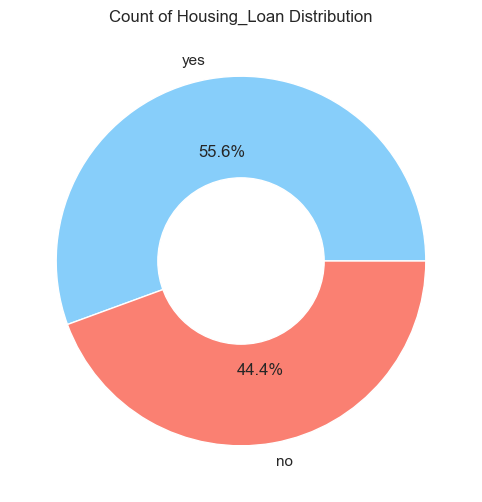 Count of Housing_Loan Distribution
yes
55.6%
44.4%
no